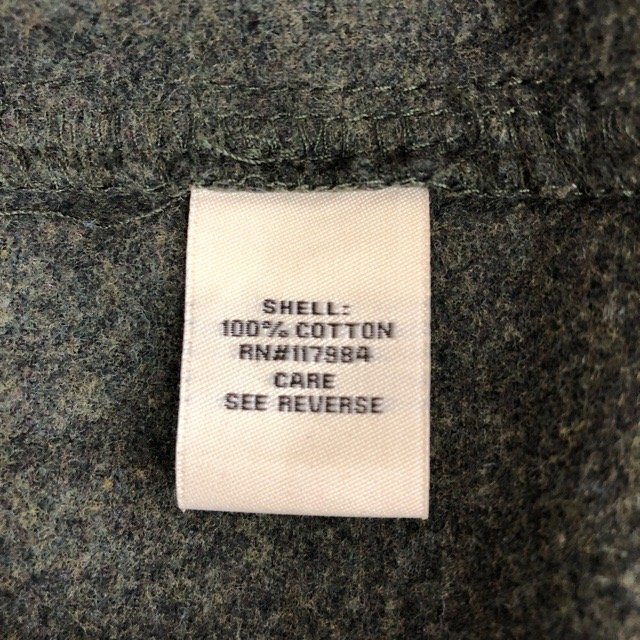 SHELL:
100% COTTON
RN#117984
CARE
SEE REVERSE